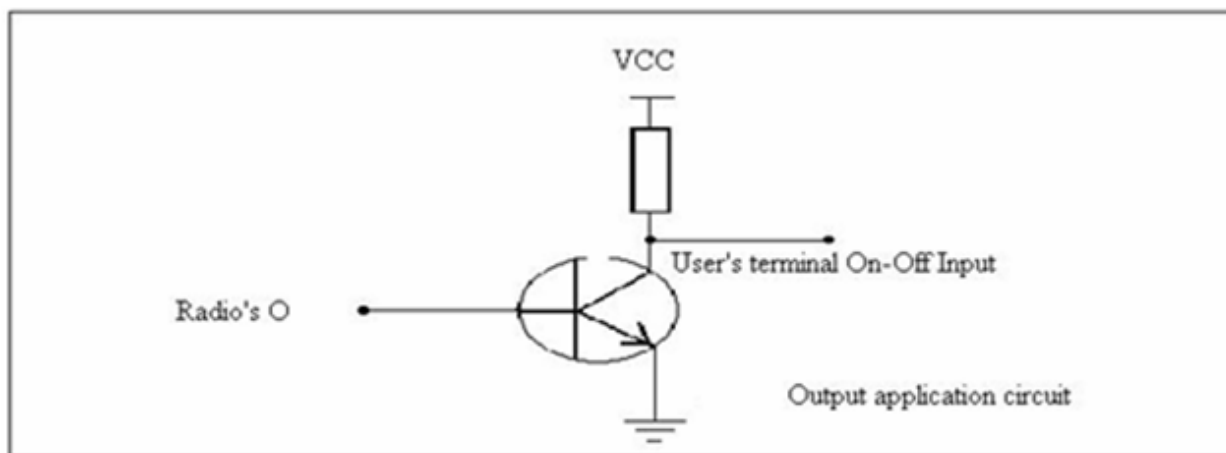 VCC
User's terminal On-Off Input
Radio's O
Output application circuit